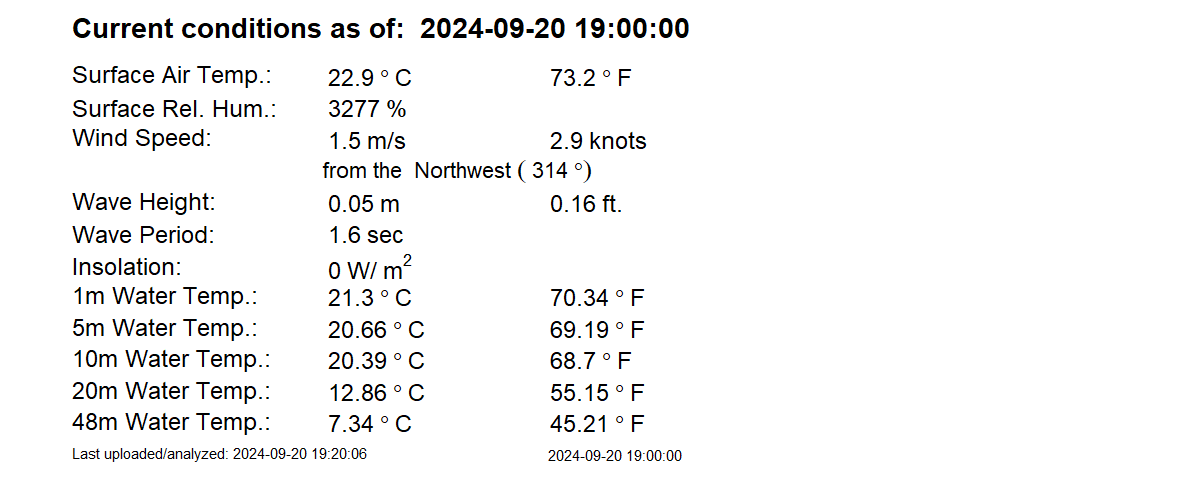 Current conditions as of:  2024-09-20 19:00:00
Surface Air Temp.: 22.9 ° C 73.2 ° F
Surface Rel. Hum.: 3277 %
Wind Speed: 1.5 m/s 2.9 knots
from the  Northwest ( 314 °)
Wave Height: 0.05 m 0.16 ft.
Wave Period: 1.6 sec
Insolation: 0 W/ m²
1m Water Temp.: 21.3 ° C 70.34 ° F
5m Water Temp.: 20.66 ° C 69.19 ° F
10m Water Temp.: 20.39 ° C 68.7 ° F
20m Water Temp.: 12.86 ° C 55.15 ° F
48m Water Temp.: 7.34 ° C 45.21 ° F
Last uploaded/analyzed: 2024-09-20 19:20:06 2024-09-20 19:00:00